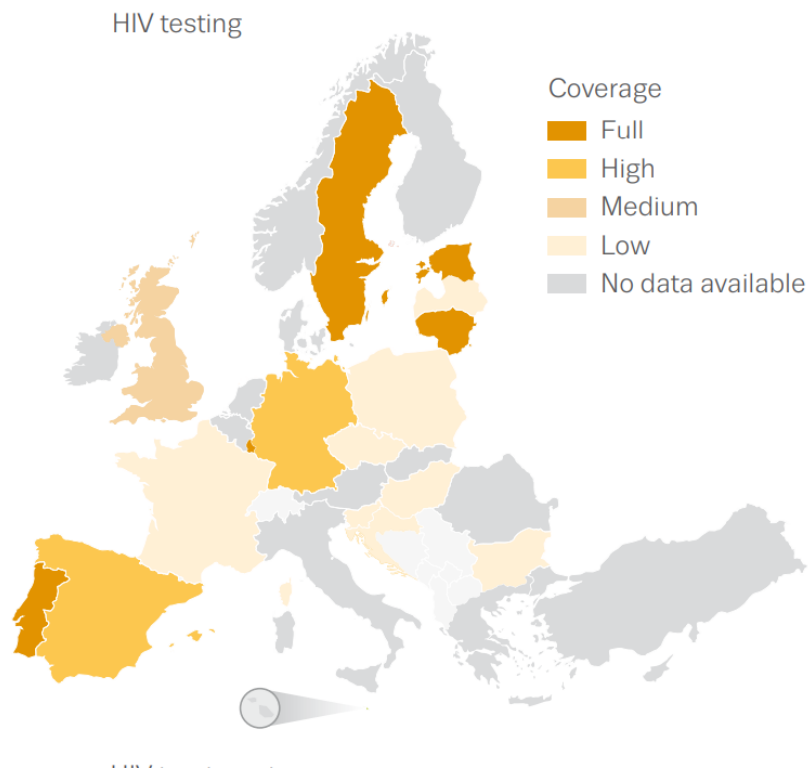 HIV testing
Coverage
Full
High
Medium
Low
No data available